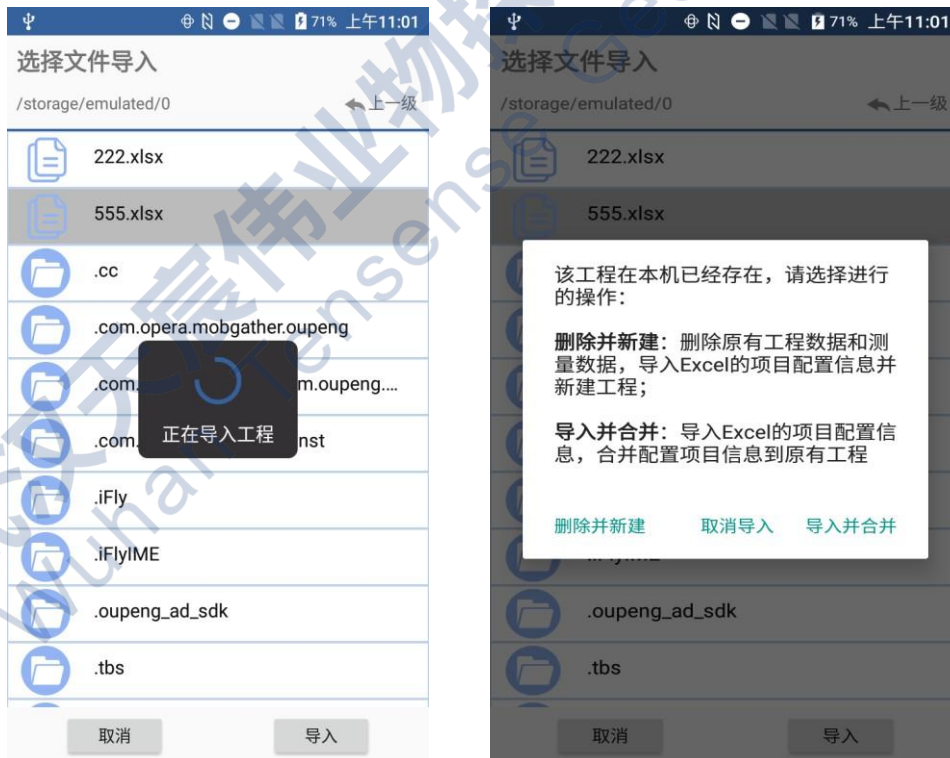 71% 上午11:01
选择文件导入
/storage/emulated/0 上一级
222.xlsx
555.xlsx
.cc
.com.opera.mobgather.oupeng
.com. m.oupeng....
正在导入工程
.com. nst
.iFly
.iFlyIME
.oupeng_ad_sdk
.tbs
取消 导入
71% 上午11:01
选择文件导入
/storage/emulated/0 上一级
222.xlsx
555.xlsx
该工程在本机已经存在，请选择进行
的操作：
删除并新建：删除原有工程数据和测
量数据，导入Excel的项目配置信息并
新建工程；
导入并合并：导入Excel的项目配置信
息，合并配置项目信息到原有工程
删除并新建 取消导入 导入并合并
.oupeng_ad_sdk
.tbs
取消 导入